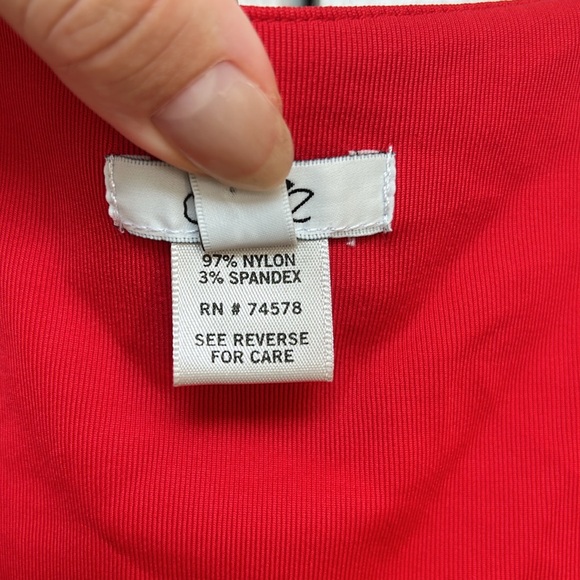 97% NYLON
3% SPANDEX
RN # 74578
SEE REVERSE
FOR CARE